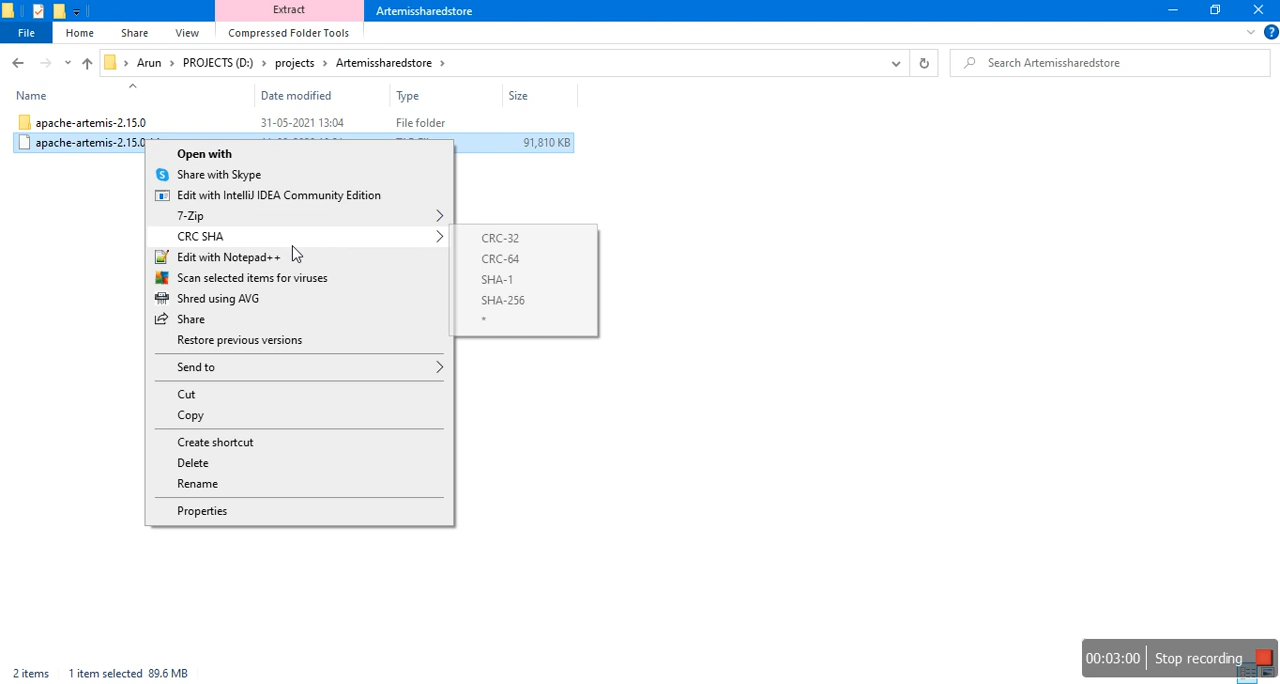 Extract
Artemissharedstore
File
Home
Share
View
Compressed Folder Tools
Arun
PROJECTS (D:)
projects
Artemissharedstore
Search Artemissharedstore
Name
Date modified
Type
Size
apache-artemis-2.15.0
31-05-2021 13:04
File folder
apache-artemis-2.15.0
91,810 KB
Open with
Share with Skype
Edit with IntelliJ IDEA Community Edition
7-Zip
CRC SHA
Edit with Notepad++
Scan selected items for viruses
Shred using AVG
Share
Restore previous versions
Send to
Cut
Copy
Create shortcut
Delete
Rename
Properties
CRC-32
CRC-64
SHA-1
SHA-256
*
2 items
1 item selected 89.6 MB
00:03:00
Stop recording